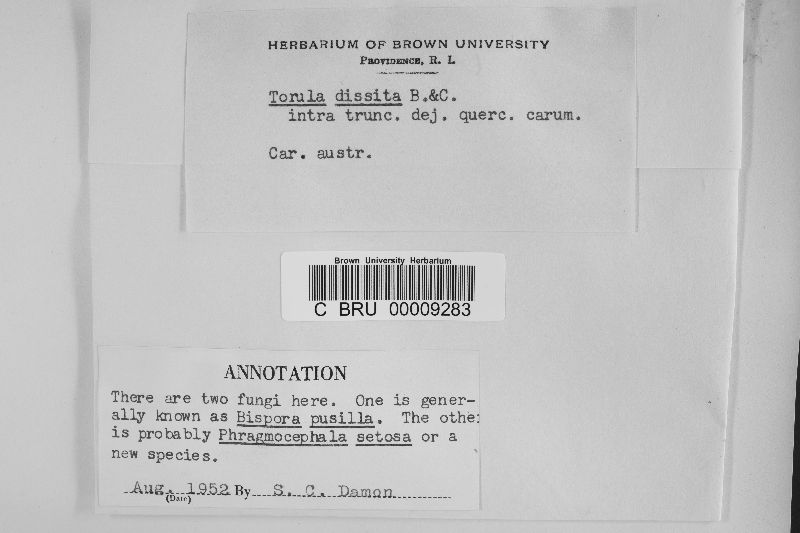 HERBARIUM OF BROWN UNIVERSITY
PROVIDENCE, R. I.
Torula dissita B.&C.
intra trunc. dej. querc. carum.
Car. austr.
Brown University Herbarium
C BRU 00009283
ANNOTATION
There are two fungi here. One is gener-
ally known as Bispora pusilla. The othe
is probably Phragmocephala setosa or a
new species.
Aug. 1952 By S. C. Damon
(Date)